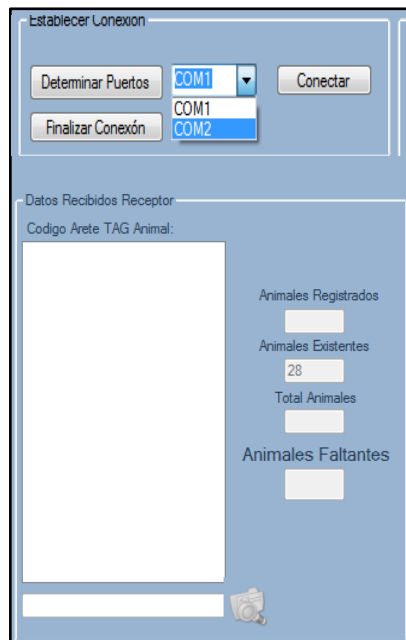 Establecer Conexion
Determinar Puertos
COM1
Conectar
COM1
COM2
Finalizar Conexón
Datos Recibidos Receptor
Codigo Arete TAG Animal:
Animales Registrados
Animales Existentes
28
Total Animales
Animales Faltantes